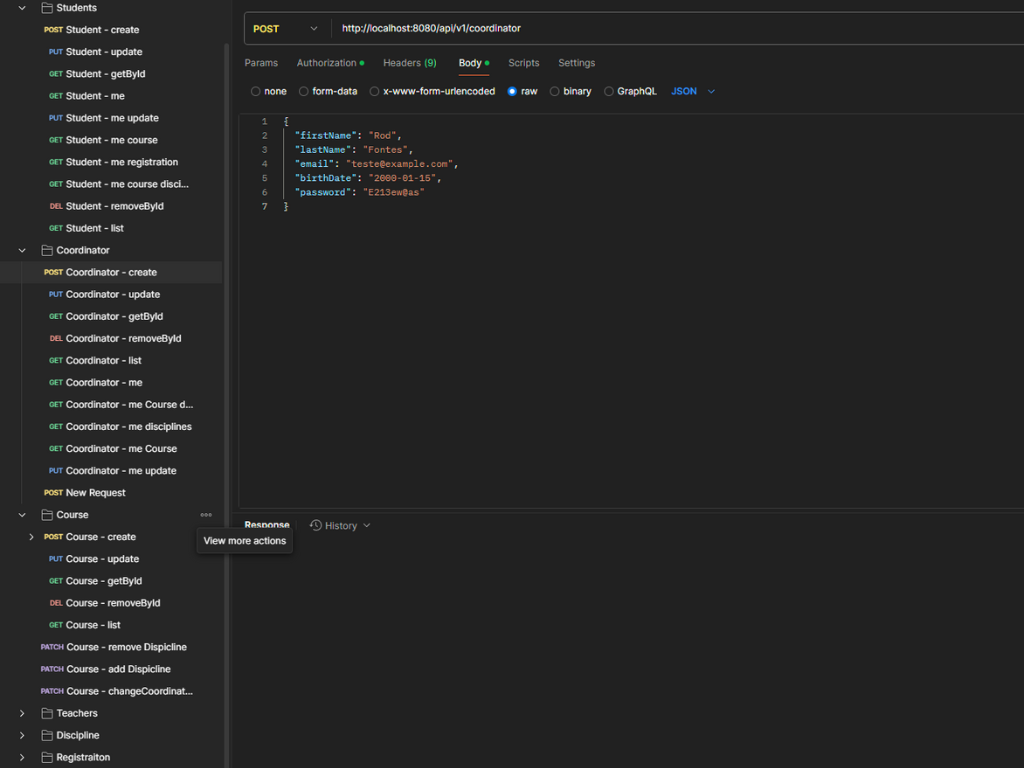 Students
POST Student - create
PUT Student - update
GET Student - getById
GET Student - me
PUT Student - me update
GET Student - me course
GET Student - me registration
GET Student - me course disci...
DEL Student - removeById
GET Student - list
Coordinator
POST Coordinator - create
PUT Coordinator - update
GET Coordinator - getById
DEL Coordinator - removeById
GET Coordinator - list
GET Coordinator - me
GET Coordinator - me Course d...
GET Coordinator - me disciplines
GET Coordinator - me Course
PUT Coordinator - me update
POST New Request
Course
POST Course - create
PUT Course - update
GET Course - getById
DEL Course - removeById
GET Course - list
PATCH Course - remove Dispicline
PATCH Course - add Dispicline
PATCH Course - changeCoordinat...
Teachers
Discipline
Registraiton
POST http://localhost:8080/api/v1/coordinator
Params Authorization Headers (9) Body Scripts Settings
none form-data x-www-form-urlencoded raw binary GraphQL JSON
1 {
2 "firstName": "Rod",
3 "lastName": "Fontes",
4 "email": "teste@example.com",
5 "birthDate": "2000-01-15",
6 "password": "E213ew@as"
7 }
Response History
View more actions